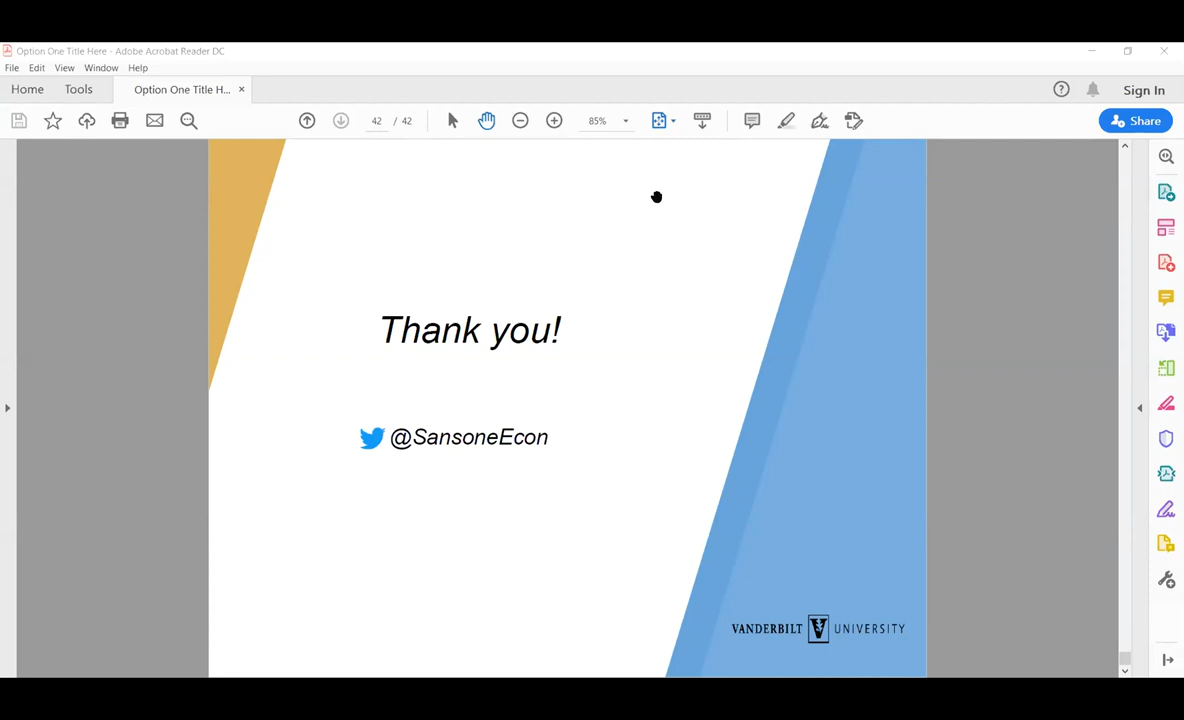 Option One Title Here - Adobe Acrobat Reader DC
File Edit View Window Help
Home Tools Option One Title H... × Sign In
42 / 42 85% Share
Thank you!
@SansoneEcon
VANDERBILT V UNIVERSITY